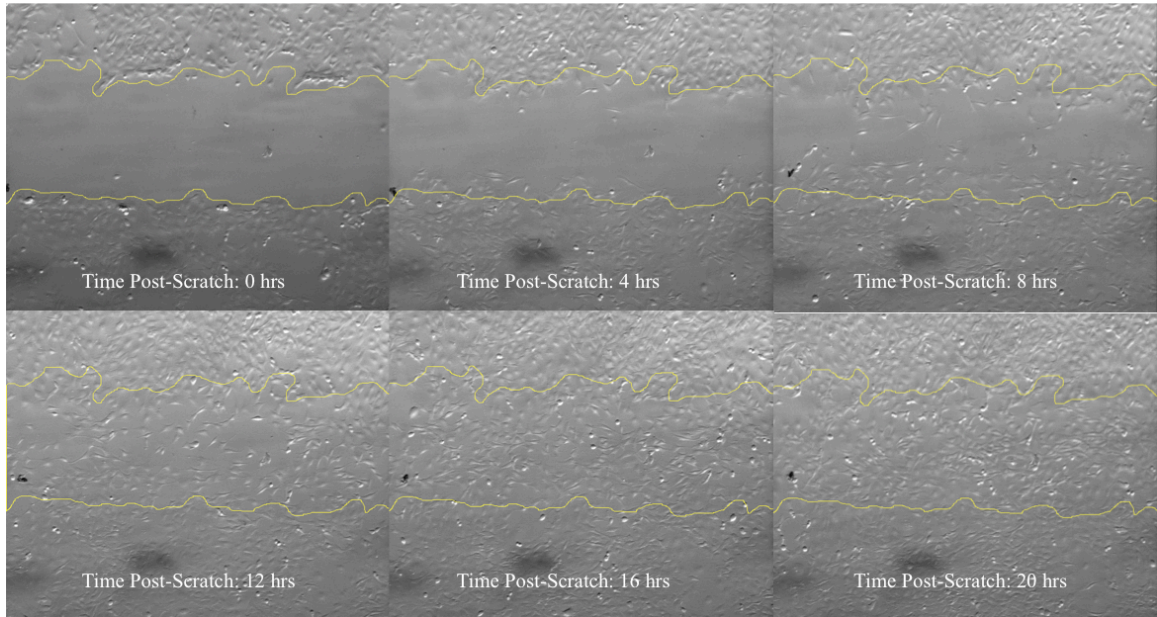 Time Post-Scratch: 0 hrs
Time Post-Scratch: 4 hrs
Time Post-Scratch: 8 hrs
Time Post-Scratch: 12 hrs
Time Post-Scratch: 16 hrs
Time Post-Scratch: 20 hrs